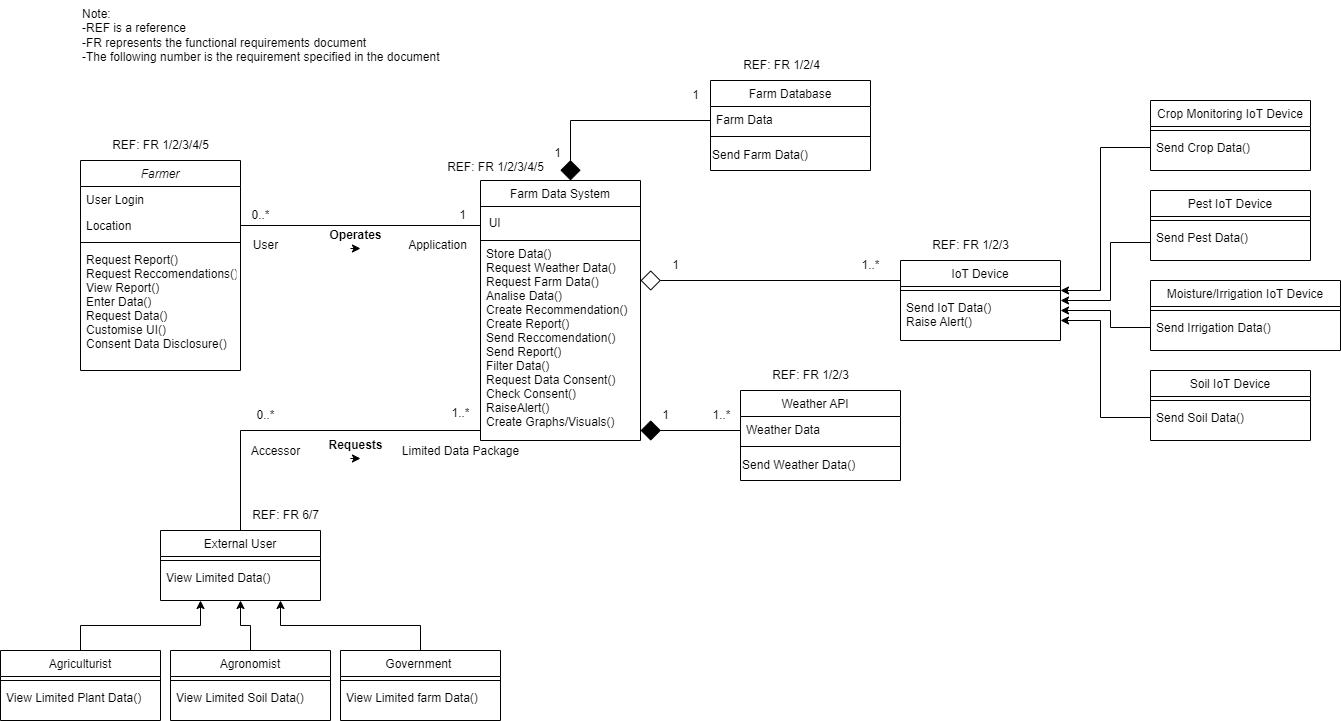 Note:
-REF is a reference
-FR represents the functional requirements document
-The following number is the requirement specified in the document
REF: FR 1/2/4
1
Farm Database
Farm Data
Send Farm Data()
REF: FR 1/2/3/4/5
Farmer
User Login
Location
Request Report()
Request Reccomendations()
View Report()
Enter Data()
Request Data()
Customise UI()
Consent Data Disclosure()
0..*
1
Operates
User
Application
1
REF: FR 1/2/3/4/5
Farm Data System
UI
Store Data()
Request Weather Data()
Request Farm Data()
Analise Data()
Create Recommendation()
Create Report()
Send Reccomendation()
Send Report()
Filter Data()
Request Data Consent()
Check Consent()
RaiseAlert()
Create Graphs/Visuals()
1
1..*
REF: FR 1/2/3
IoT Device
Send IoT Data()
Raise Alert()
Crop Monitoring IoT Device
Send Crop Data()
Pest IoT Device
Send Pest Data()
Moisture/Irrigation IoT Device
Send Irrigation Data()
Soil IoT Device
Send Soil Data()
1
1..*
REF: FR 1/2/3
Weather API
Weather Data
Send Weather Data()
0..*
1..*
Requests
Accessor
Limited Data Package
REF: FR 6/7
External User
View Limited Data()
Agriculturist
View Limited Plant Data()
Agronomist
View Limited Soil Data()
Government
View Limited farm Data()